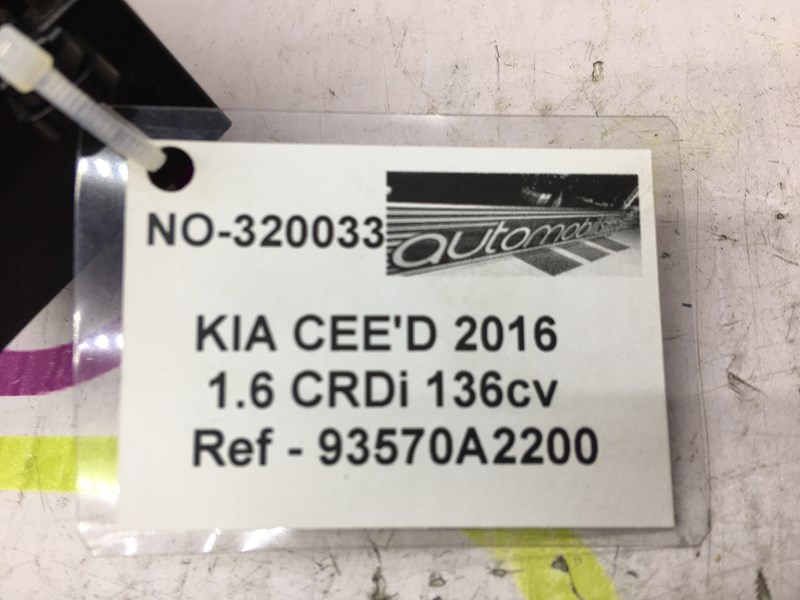 NO-320033
automobil
KIA CEE'D 2016
1.6 CRDi 136cv
Ref - 93570A2200